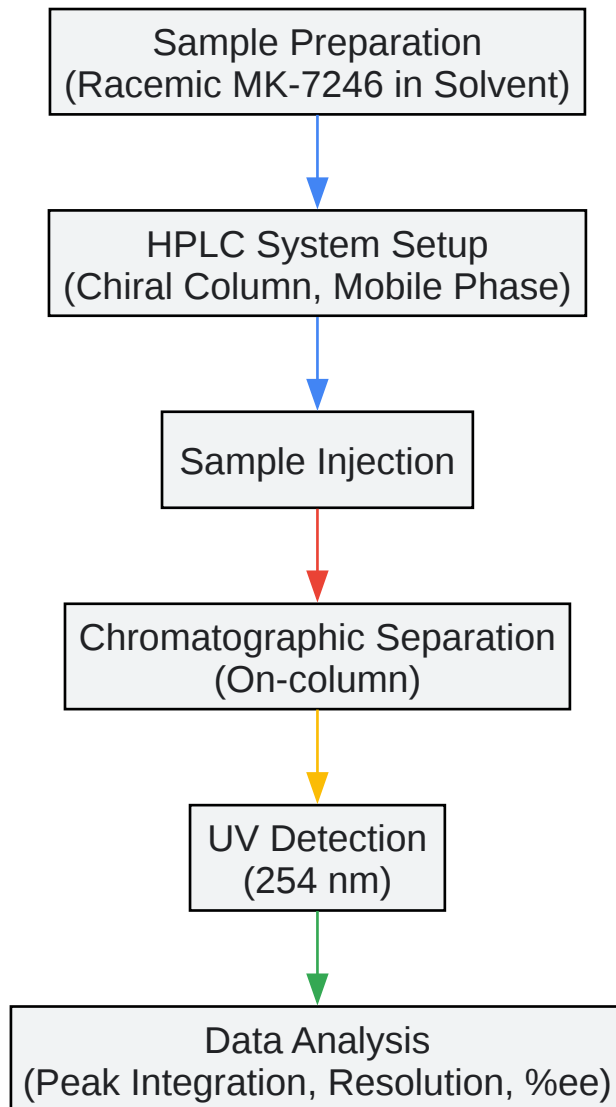 Sample Preparation
(Racemic MK-7246 in Solvent)
HPLC System Setup
(Chiral Column, Mobile Phase)
Sample Injection
Chromatographic Separation
(On-column)
UV Detection
(254 nm)
Data Analysis
(Peak Integration, Resolution, %ee)